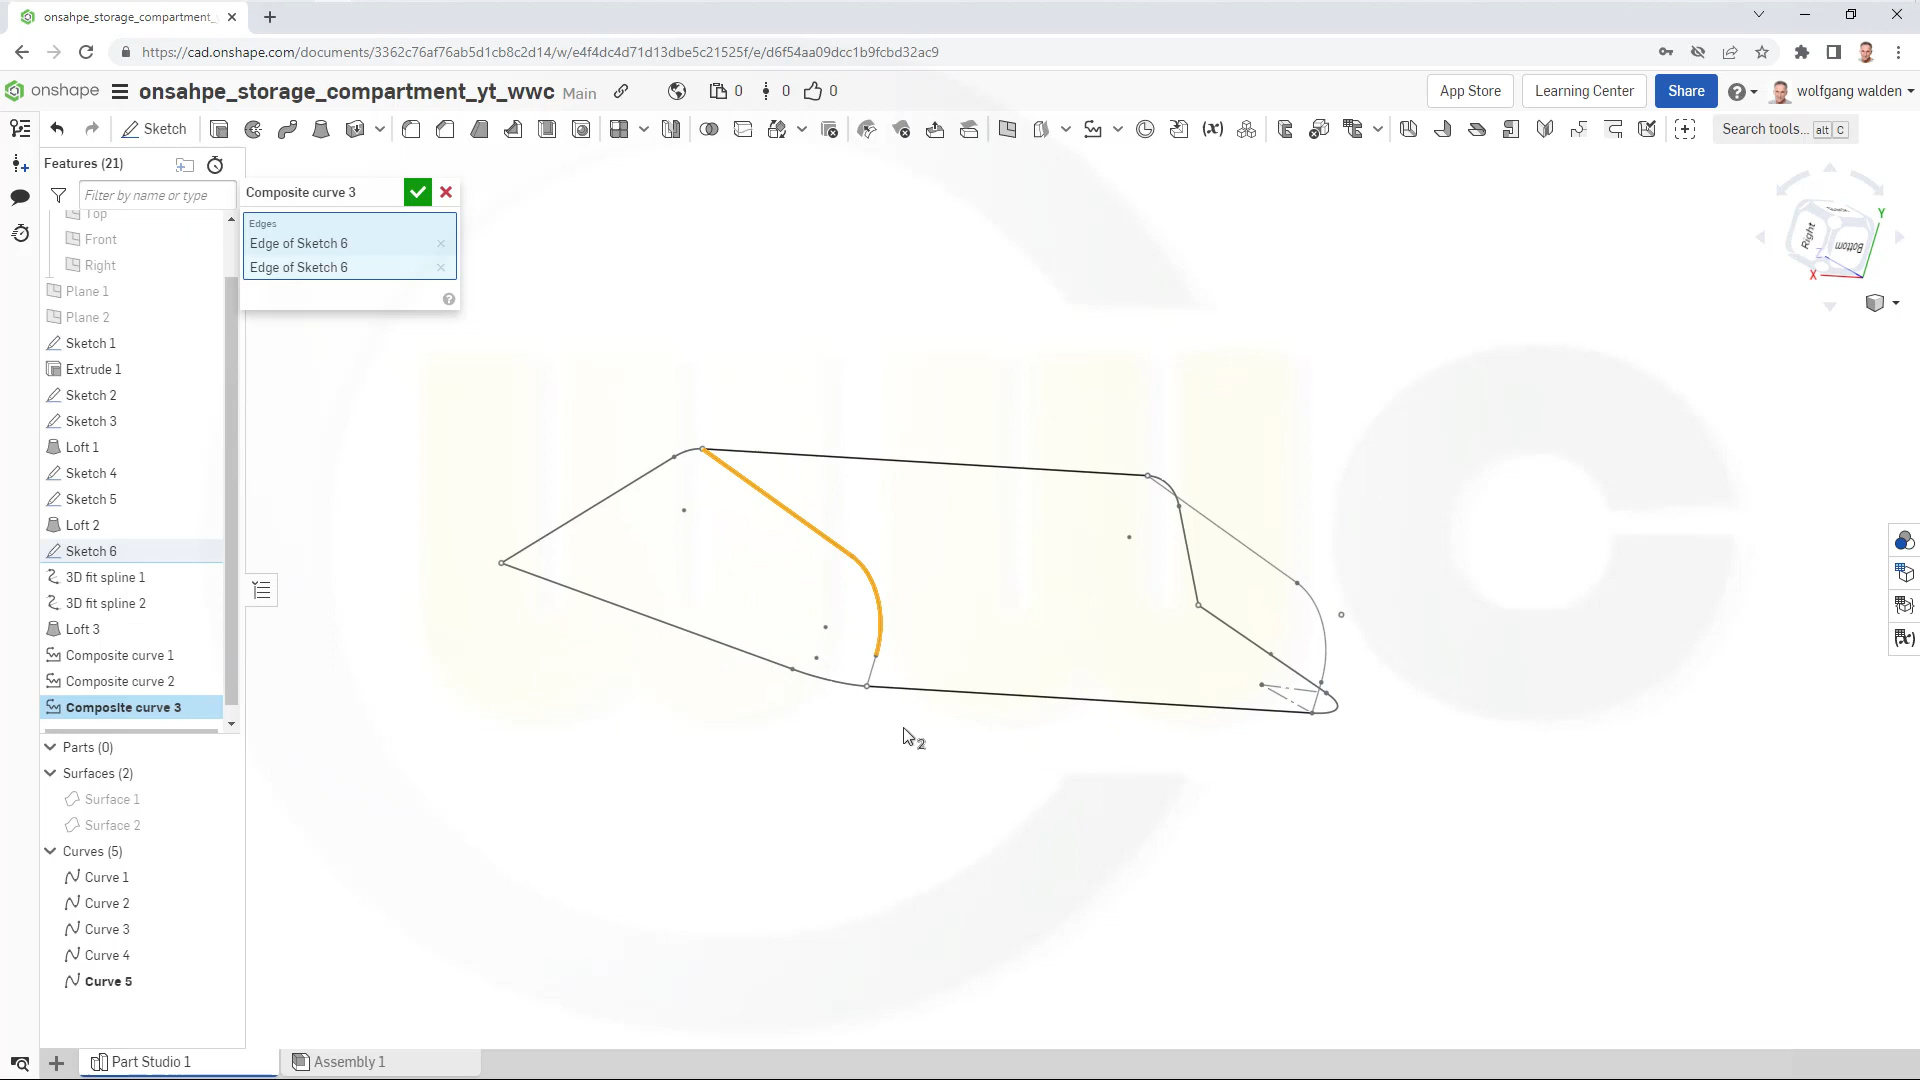 onsahpe_storage_compartment_
https://cad.onshape.com/documents/3362c76af76ab5d1cb8c2d14/w/e4f4dc4d71d13dbe5c21525f/e/d6f54aa09dcc1b9fcbd32ac9
onshape
onsahpe_storage_compartment_yt_wwc Main
0 0 0
App Store
Learning Center
Share
wolfgang walden
Sketch
Search tools... alt C
Features (21)
Filter by name or type
Top
Front
Right
Plane 1
Plane 2
Sketch 1
Extrude 1
Sketch 2
Sketch 3
Loft 1
Sketch 4
Sketch 5
Loft 2
Sketch 6
3D fit spline 1
3D fit spline 2
Loft 3
Composite curve 1
Composite curve 2
Composite curve 3
Parts (0)
Surfaces (2)
Surface 1
Surface 2
Curves (5)
Curve 1
Curve 2
Curve 3
Curve 4
Curve 5
Composite curve 3
Edges
Edge of Sketch 6
Edge of Sketch 6
Right
Bottom
X
Y
Z
2
Part Studio 1
Assembly 1